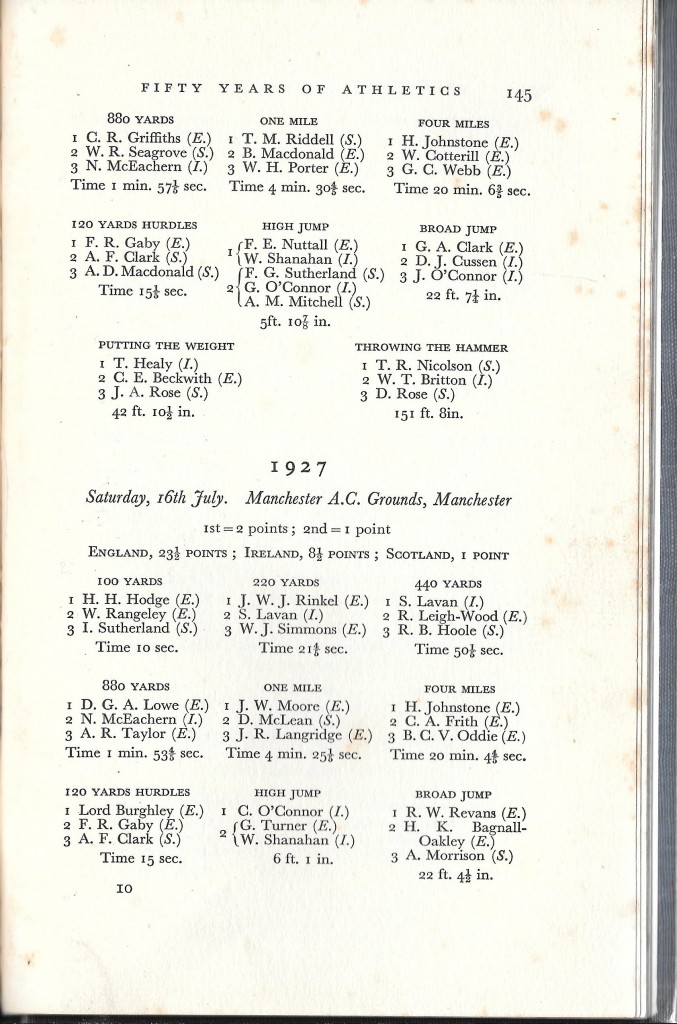 FIFTY YEARS OF ATHLETICS 145
880 YARDS
1 C. R. Griffiths (E.)
2 W. R. Seagrove (S.)
3 N. McEachern (I.)
Time 1 min. 57⅕ sec.
ONE MILE
1 T. M. Riddell (S.)
2 B. Macdonald (E.)
3 W. H. Porter (E.)
Time 4 min. 30⅘ sec.
FOUR MILES
1 H. Johnstone (E.)
2 W. Cotterill (E.)
3 G. C. Webb (E.)
Time 20 min. 6⅗ sec.
120 YARDS HURDLES
1 F. R. Gaby (E.)
2 A. F. Clark (S.)
3 A. D. Macdonald (S.)
Time 15⅕ sec.
HIGH JUMP
1 { F. E. Nuttall (E.)
W. Shanahan (I.)
2 { F. G. Sutherland (S.)
G. O'Connor (I.)
A. M. Mitchell (S.)
5ft. 10⅞ in.
BROAD JUMP
1 G. A. Clark (E.)
2 D. J. Cussen (I.)
3 J. O'Connor (I.)
22 ft. 7¼ in.
PUTTING THE WEIGHT
1 T. Healy (I.)
2 C. E. Beckwith (E.)
3 J. A. Rose (S.)
42 ft. 10½ in.
THROWING THE HAMMER
1 T. R. Nicolson (S.)
2 W. T. Britton (I.)
3 D. Rose (S.)
151 ft. 8in.
1927
Saturday, 16th July. Manchester A.C. Grounds, Manchester
1st = 2 points ; 2nd = 1 point
ENGLAND, 23½ POINTS ; IRELAND, 8½ POINTS ; SCOTLAND, 1 POINT
100 YARDS
1 H. H. Hodge (E.)
2 W. Rangeley (E.)
3 I. Sutherland (S.)
Time 10 sec.
220 YARDS
1 J. W. J. Rinkel (E.)
2 S. Lavan (I.)
3 W. J. Simmons (E.)
Time 21⅘ sec.
440 YARDS
1 S. Lavan (I.)
2 R. Leigh-Wood (E.)
3 R. B. Hoole (S.)
Time 50⅕ sec.
880 YARDS
1 D. G. A. Lowe (E.)
2 N. McEachern (I.)
3 A. R. Taylor (E.)
Time 1 min. 53⅘ sec.
ONE MILE
1 J. W. Moore (E.)
2 D. McLean (S.)
3 J. R. Langridge (E.)
Time 4 min. 25⅕ sec.
FOUR MILES
1 H. Johnstone (E.)
2 C. A. Frith (E.)
3 B. C. V. Oddie (E.)
Time 20 min. 4⅘ sec.
120 YARDS HURDLES
1 Lord Burghley (E.)
2 F. R. Gaby (E.)
3 A. F. Clark (S.)
Time 15 sec.
HIGH JUMP
1 C. O'Connor (I.)
2 { G. Turner (E.)
W. Shanahan (I.)
6 ft. 1 in.
BROAD JUMP
1 R. W. Revans (E.)
2 H. K. Bagnall-
Oakley (E.)
3 A. Morrison (S.)
22 ft. 4½ in.
10